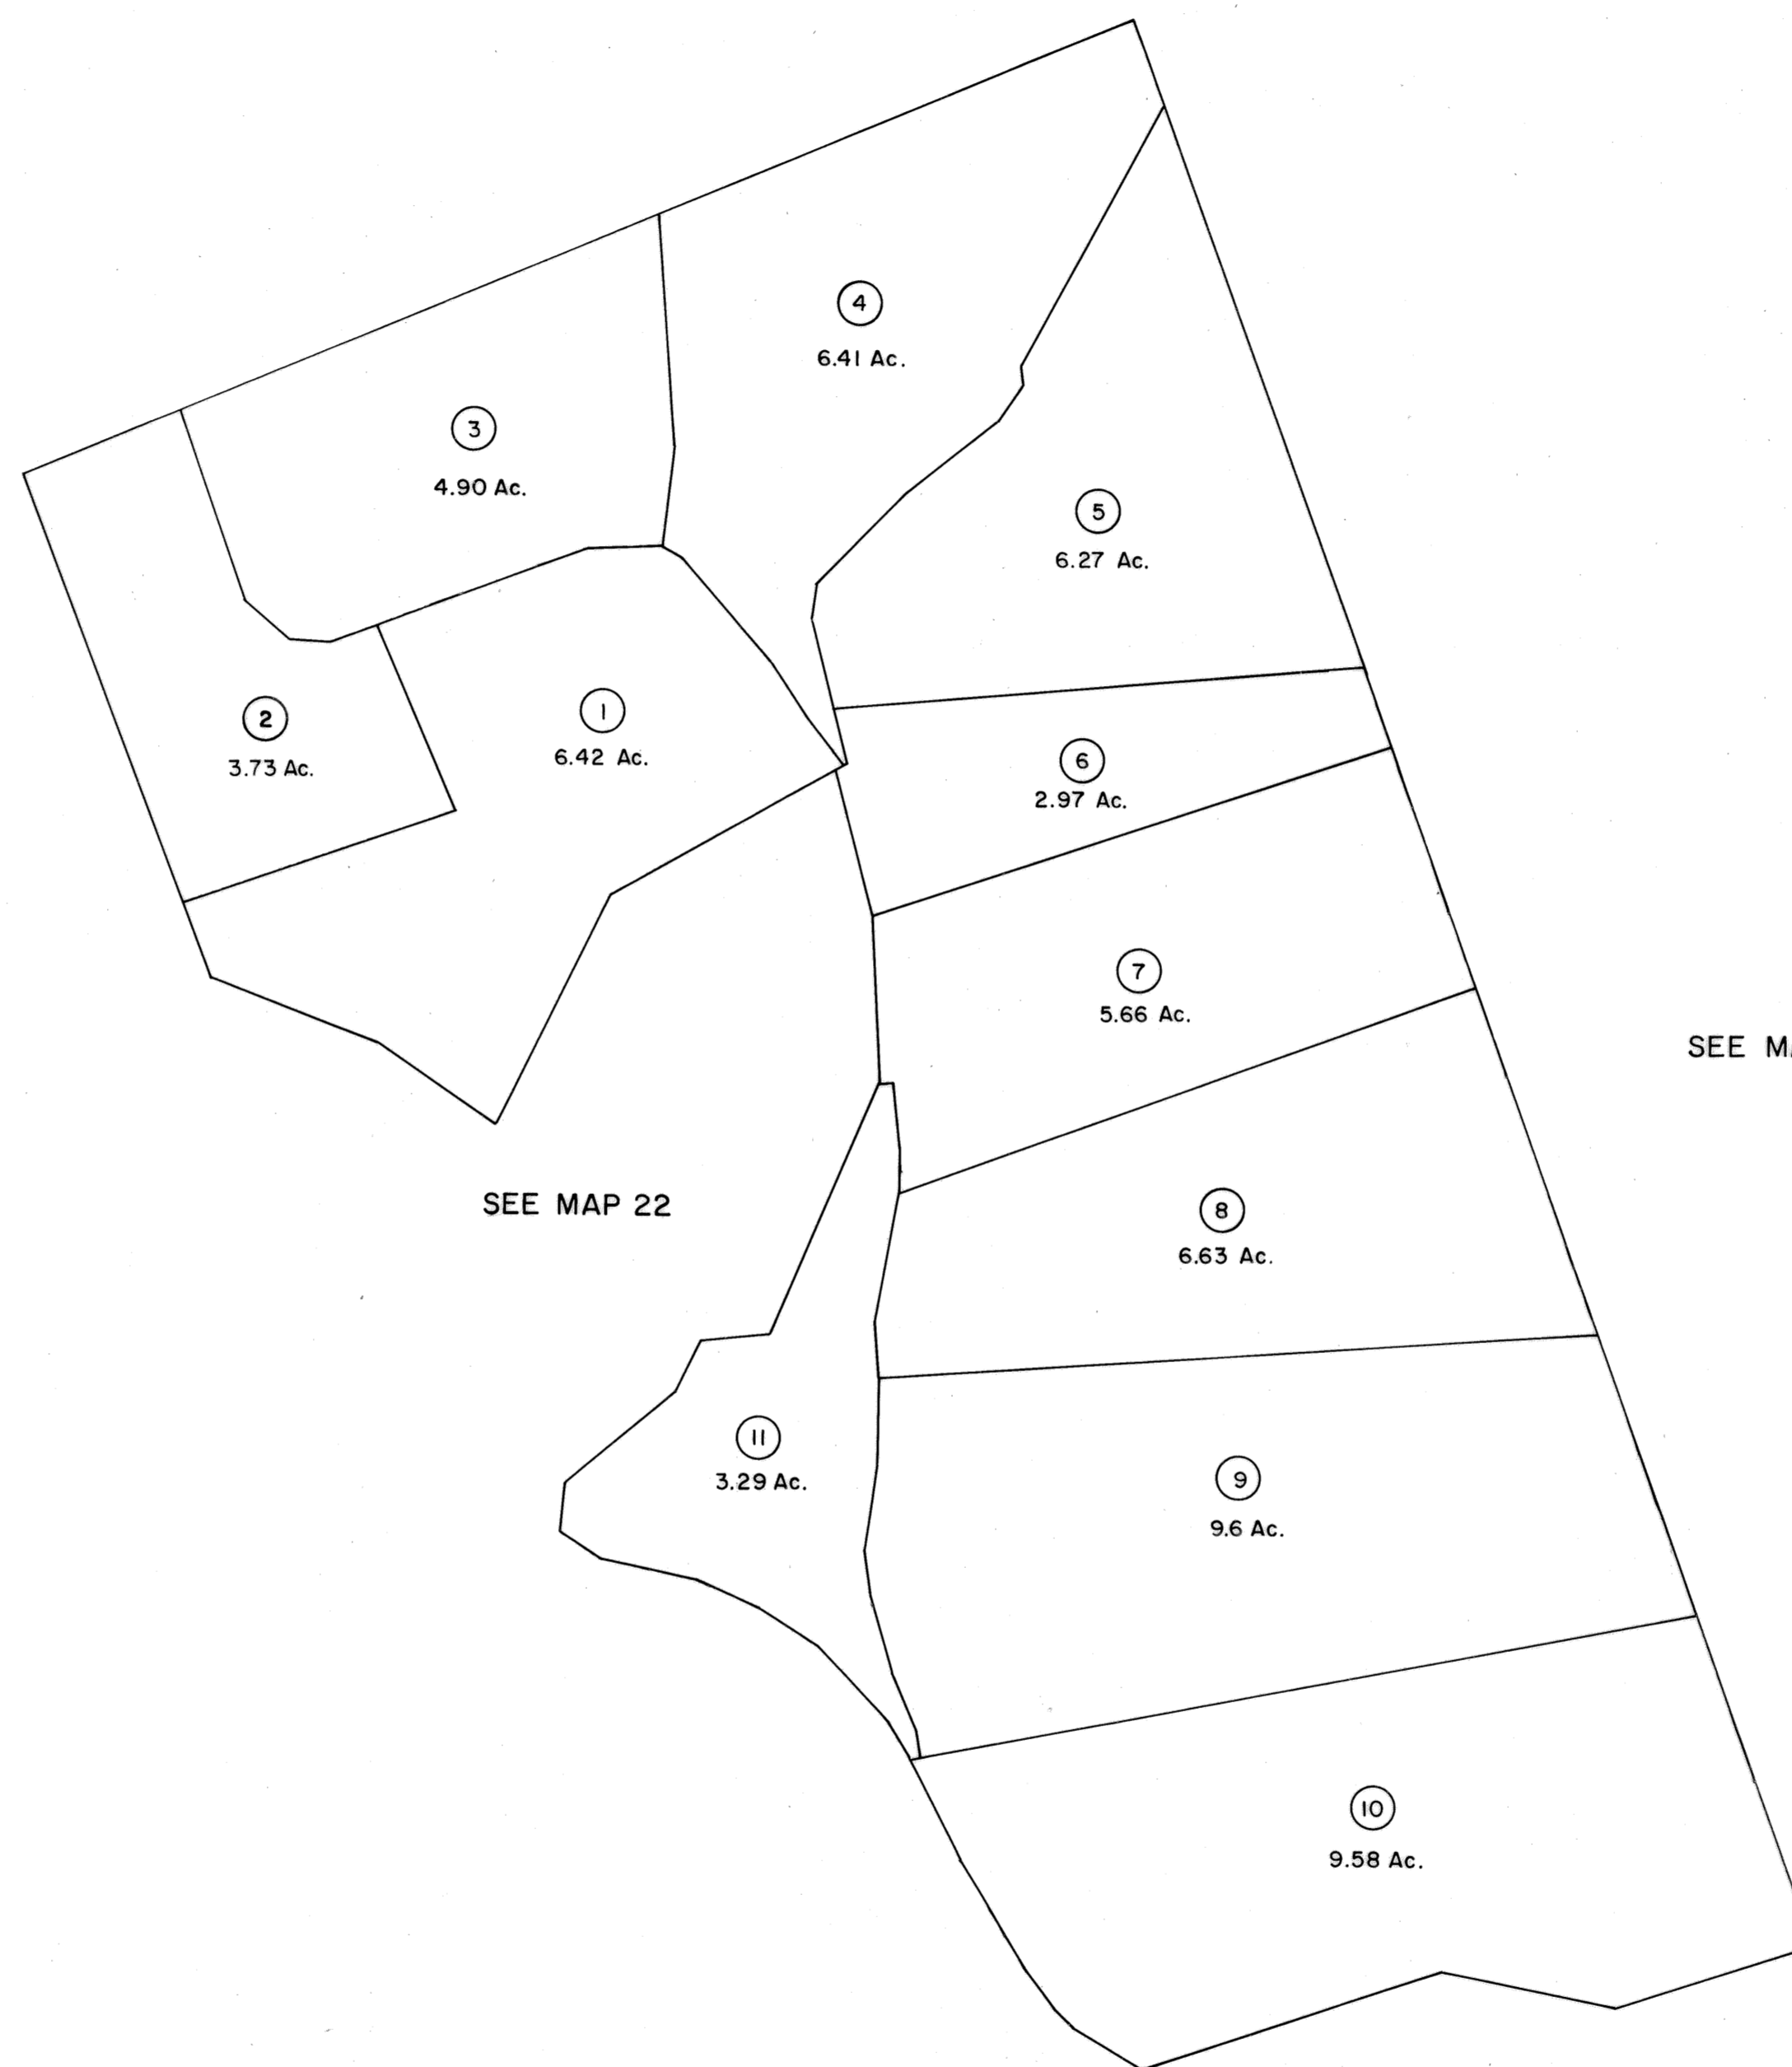 4
6.41 Ac.
3
4.90 Ac.
5
6.27 Ac.
2
3.73 Ac.
1
6.42 Ac.
6
2.97 Ac.
7
5.66 Ac.
SEE
SEE MAP 22
8
6.63 Ac.
11
3.29 Ac.
9
9.6 Ac.
10
9.58 Ac.